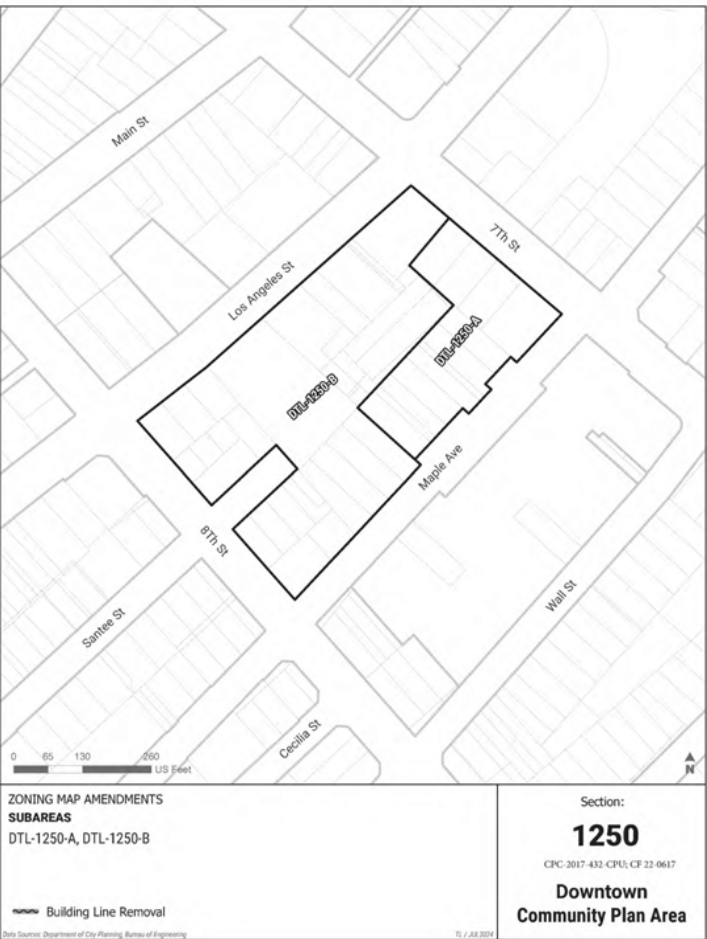 Main St
7Th St
Los Angeles St
DTL-1250-A
DTL-1250-B
Maple Ave
8Th St
Wall St
Santee St
Cecilia St
0 65 130 260
US Feet
N
ZONING MAP AMENDMENTS
SUBAREAS
DTL-1250-A, DTL-1250-B
Building Line Removal
Data Sources: Department of City Planning, Bureau of Engineering
TL / JUL 2024
Section:
1250
CPC-2017-432-CPU; CF 22-0617
Downtown
Community Plan Area